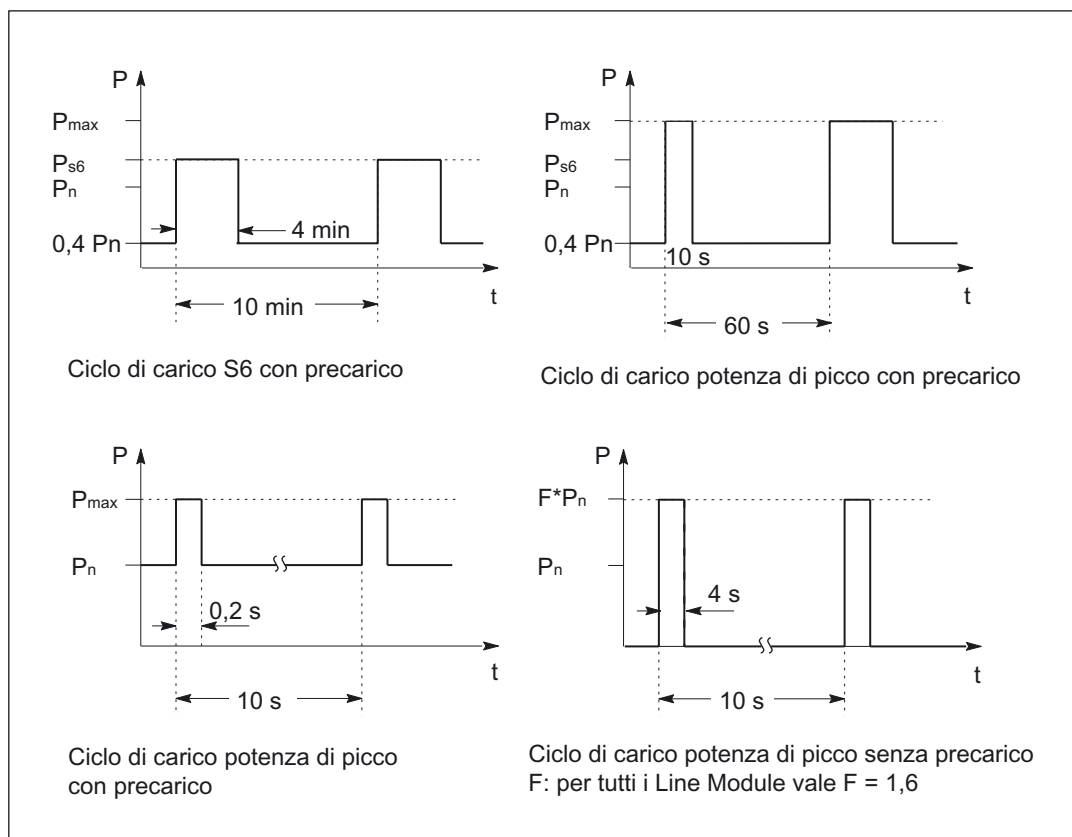 P
Pmax
Ps6
Pn
0,4 Pn
4 min
t
10 min
Ciclo di carico S6 con precarico
P
Pmax
Ps6
Pn
0,4 Pn
10 s
t
60 s
Ciclo di carico potenza di picco con precarico
P
Pmax
Pn
0,2 s
t
10 s
Ciclo di carico potenza di picco
con precarico
P
F*Pn
Pn
4 s
t
10 s
Ciclo di carico potenza di picco senza precarico
F: per tutti i Line Module vale F = 1,6